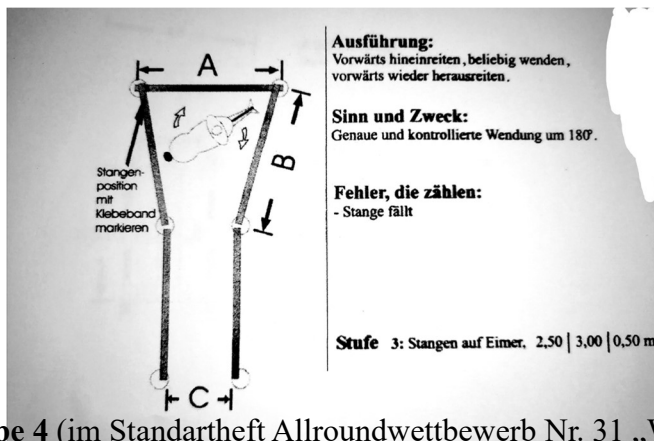 A
B
C
Stangen-
position
mit
Klebeband
markieren
Ausführung:
Vorwärts hineinreiten, beliebig wenden,
vorwärts wieder herausreiten.
Sinn und Zweck:
Genaue und kontrollierte Wendung um 180°.
Fehler, die zählen:
- Stange fällt
Stufe 3: Stangen auf Eimer, 2,50 | 3,00 | 0,50 m
4 (im Standartheft Allroundwettbewerb Nr. 31